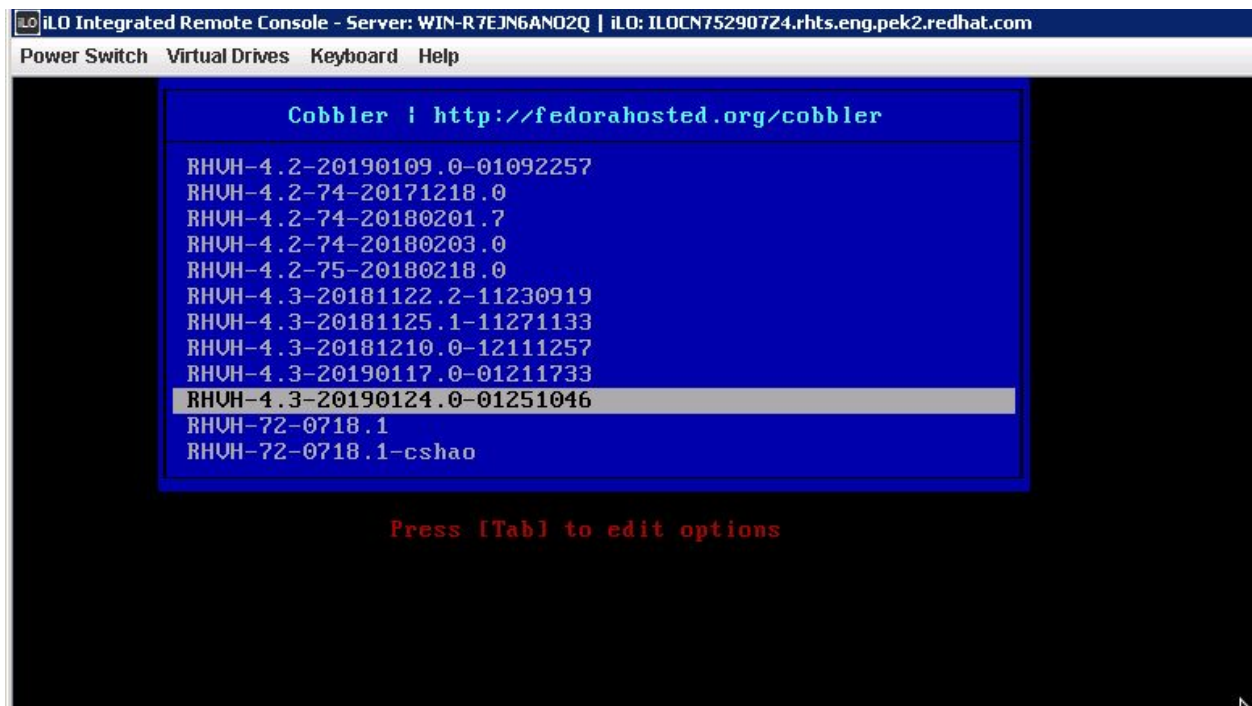 iLO iLO Integrated Remote Console - Server: WIN-R7EJN6ANO2Q | iLO: ILOCN752907Z4.rhts.eng.pek2.redhat.com
Power Switch Virtual Drives Keyboard Help
Cobbler | http://fedorahosted.org/cobbler
RHVH-4.2-20190109.0-01092257
RHVH-4.2-74-20171218.0
RHVH-4.2-74-20180201.7
RHVH-4.2-74-20180203.0
RHVH-4.2-75-20180218.0
RHVH-4.3-20181122.2-11230919
RHVH-4.3-20181125.1-11271133
RHVH-4.3-20181210.0-12111257
RHVH-4.3-20190117.0-01211733
RHVH-4.3-20190124.0-01251046
RHVH-72-0718.1
RHVH-72-0718.1-cshao
Press [Tab] to edit options